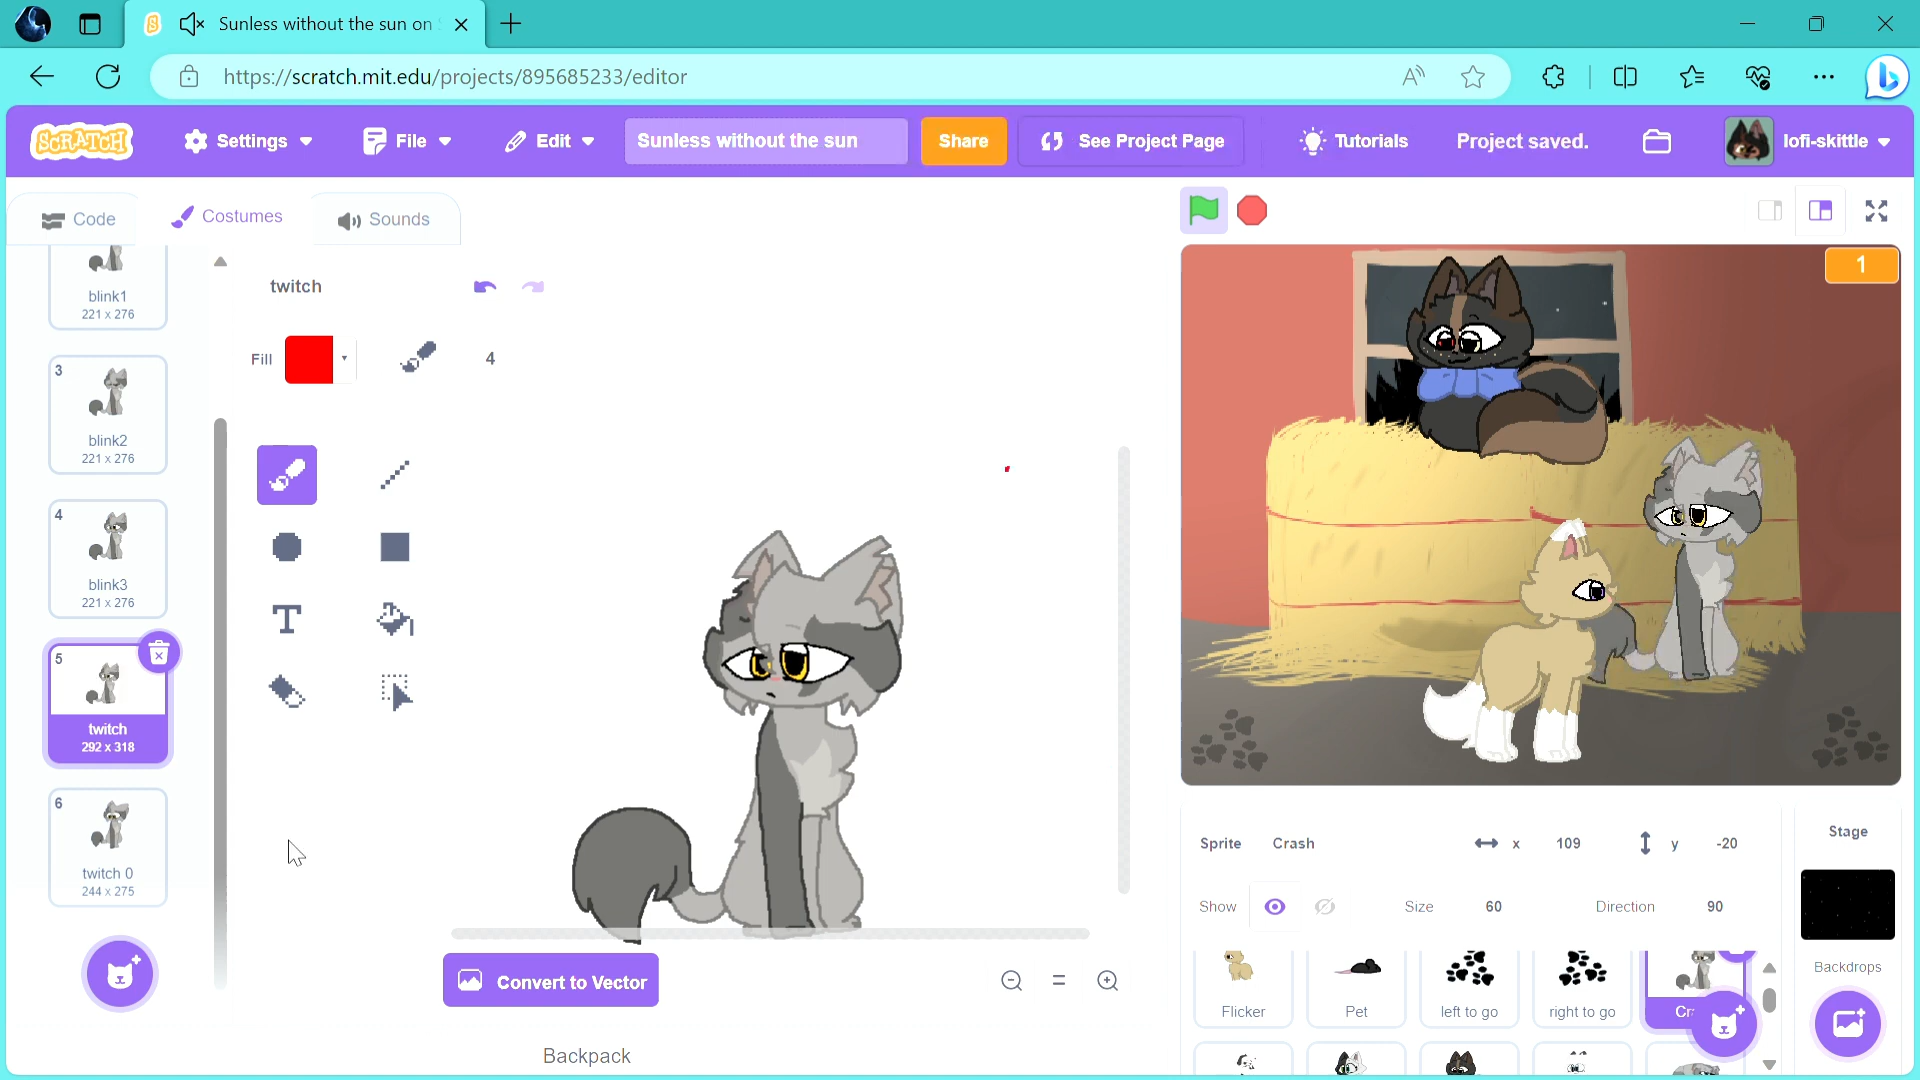 Sunless without the sun on
https://scratch.mit.edu/projects/895685233/editor
SCRATCH
Settings
File
Edit
Sunless without the sun
Share
See Project Page
Tutorials
Project saved.
lofi-skittle
Code
Costumes
Sounds
blink1
221 x 276
3
blink2
221 x 276
4
blink3
221 x 276
5
twitch
292 x 318
6
twitch 0
244 x 275
twitch
Fill
4
Convert to Vector
Backpack
1
Sprite
Crash
x
109
y
-20
Show
Size
60
Direction
90
Flicker
Pet
left to go
right to go
Stage
Backdrops